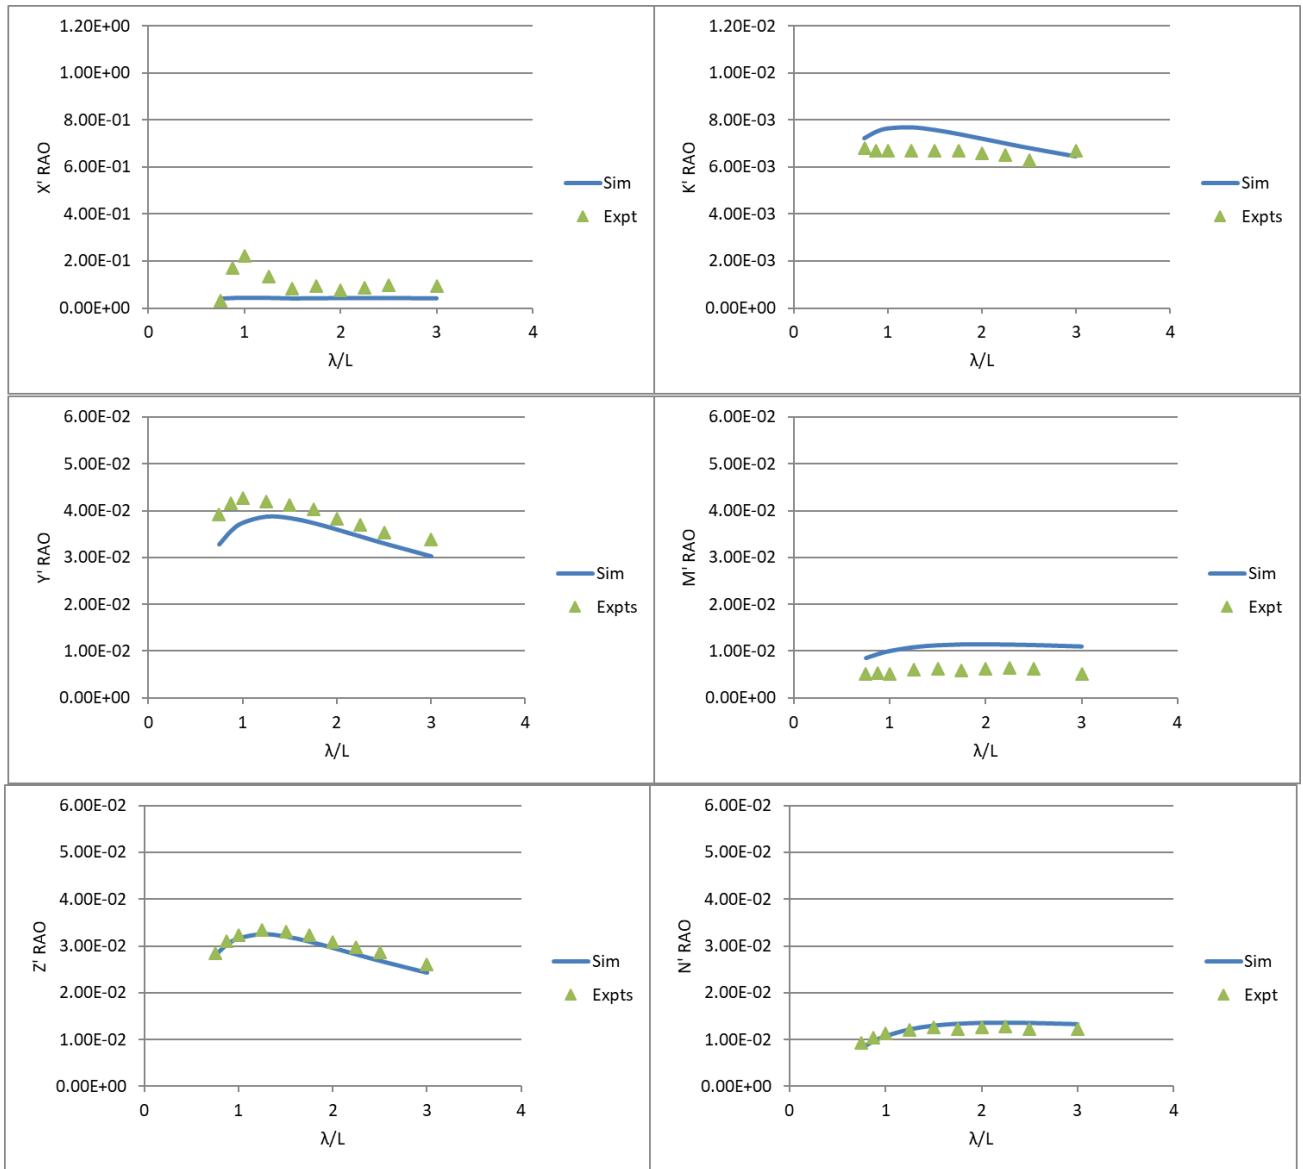 1.20E+00
1.00E+00
8.00E-01
6.00E-01
4.00E-01
2.00E-01
0.00E+00
X' RAO
0 1 2 3 4
λ/L
Sim
Expt
1.20E-02
1.00E-02
8.00E-03
6.00E-03
4.00E-03
2.00E-03
0.00E+00
K' RAO
0 1 2 3 4
λ/L
Sim
Expts
6.00E-02
5.00E-02
4.00E-02
3.00E-02
2.00E-02
1.00E-02
0.00E+00
Y' RAO
0 1 2 3 4
λ/L
Sim
Expts
6.00E-02
5.00E-02
4.00E-02
3.00E-02
2.00E-02
1.00E-02
0.00E+00
M' RAO
0 1 2 3 4
λ/L
Sim
Expt
6.00E-02
5.00E-02
4.00E-02
3.00E-02
2.00E-02
1.00E-02
0.00E+00
Z' RAO
0 1 2 3 4
λ/L
Sim
Expts
6.00E-02
5.00E-02
4.00E-02
3.00E-02
2.00E-02
1.00E-02
0.00E+00
N' RAO
0 1 2 3 4
λ/L
Sim
Expt